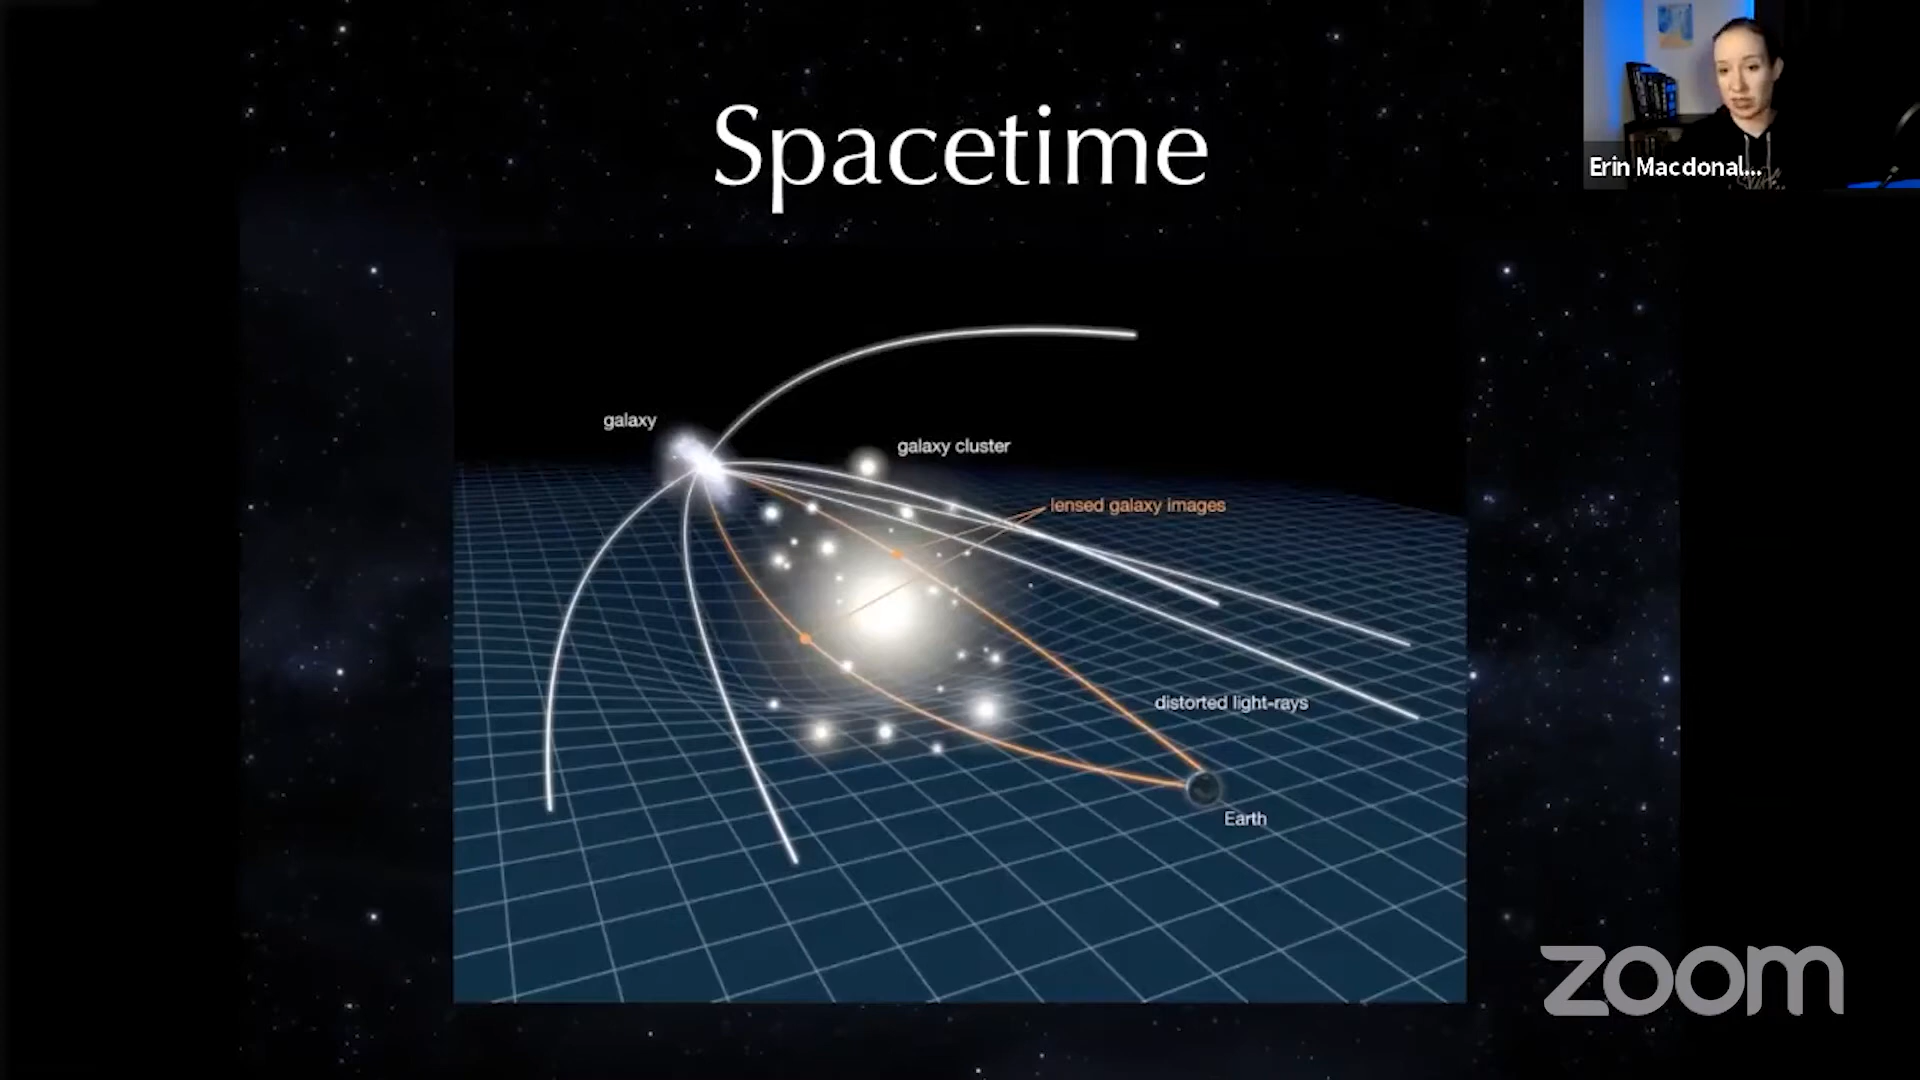 Spacetime
Erin Macdonal...
galaxy
galaxy cluster
lensed galaxy images
distorted light-rays
Earth
zoom